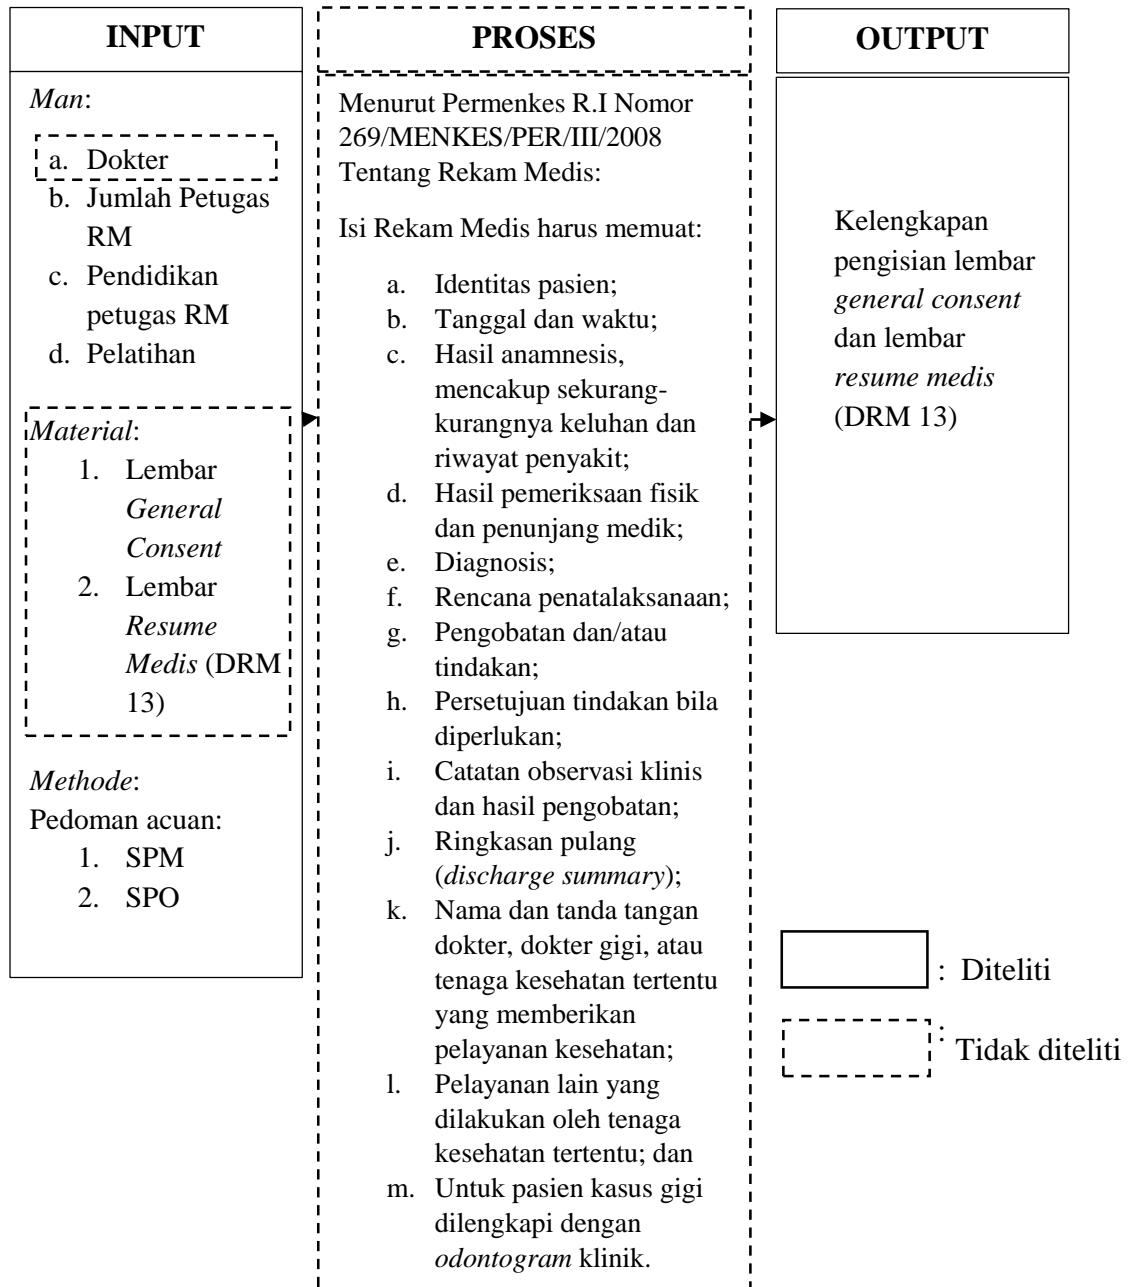 INPUT
Man:
a. Dokter
b. Jumlah Petugas
RM
c. Pendidikan
petugas RM
d. Pelatihan
Material:
1. Lembar
General
Consent
2. Lembar
Resume
Medis (DRM
13)
Methode:
Pedoman acuan:
1. SPM
2. SPO
PROSES
Menurut Permenkes R.I Nomor
269/MENKES/PER/III/2008
Tentang Rekam Medis:
Isi Rekam Medis harus memuat:
a. Identitas pasien;
b. Tanggal dan waktu;
c. Hasil anamnesis,
mencakup sekurang-
kurangnya keluhan dan
riwayat penyakit;
d. Hasil pemeriksaan fisik
dan penunjang medik;
e. Diagnosis;
f. Rencana penatalaksanaan;
g. Pengobatan dan/atau
tindakan;
h. Persetujuan tindakan bila
diperlukan;
i. Catatan observasi klinis
dan hasil pengobatan;
j. Ringkasan pulang
(discharge summary);
k. Nama dan tanda tangan
dokter, dokter gigi, atau
tenaga kesehatan tertentu
yang memberikan
pelayanan kesehatan;
l. Pelayanan lain yang
dilakukan oleh tenaga
kesehatan tertentu; dan
m. Untuk pasien kasus gigi
dilengkapi dengan
odontogram klinik.
OUTPUT
Kelengkapan
pengisian lembar
general consent
dan lembar
resume medis
(DRM 13)
: Diteliti
: Tidak diteliti